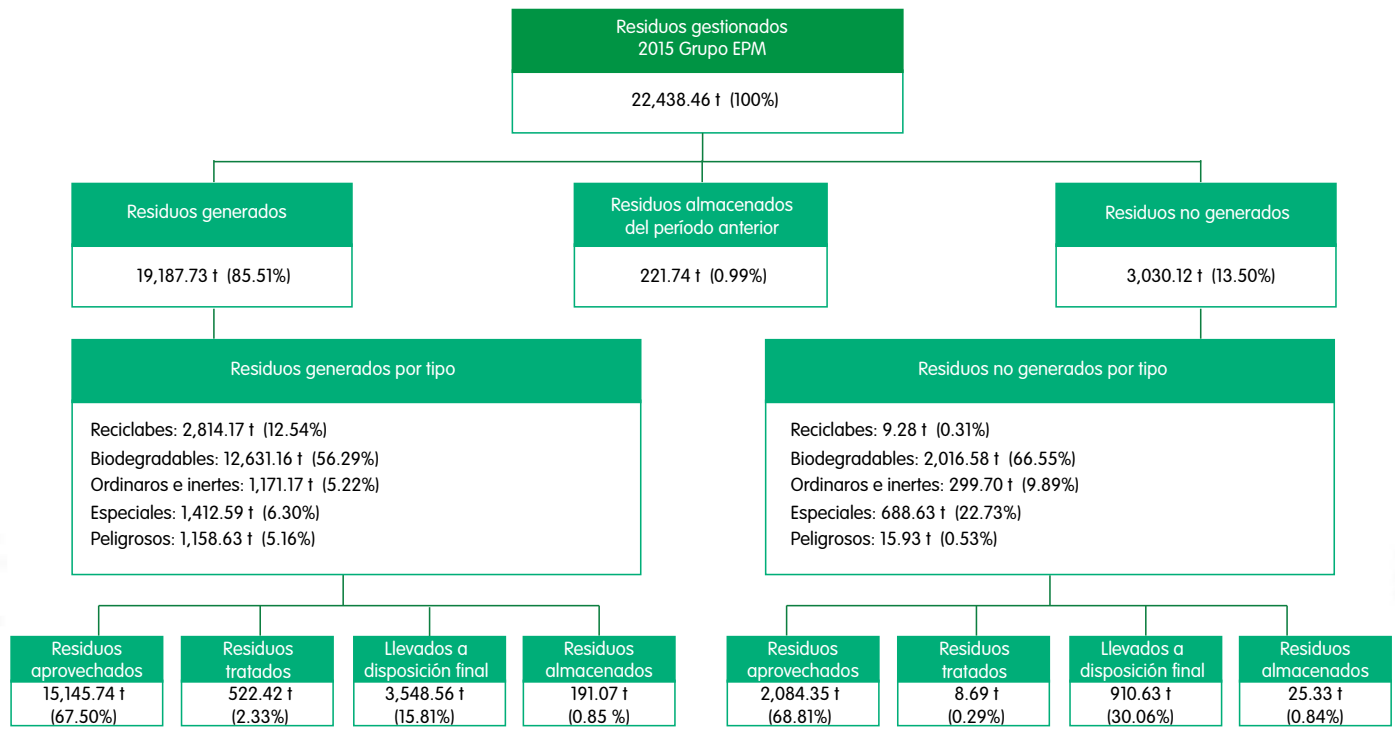 Residuos gestionados
2015 Grupo EPM
22,438.46 t (100%)
Residuos generados
19,187.73 t (85.51%)
Residuos almacenados
del período anterior
221.74 t (0.99%)
Residuos no generados
3,030.12 t (13.50%)
Residuos generados por tipo
Reciclabes: 2,814.17 t (12.54%)
Biodegradables: 12,631.16 t (56.29%)
Ordinaros e inertes: 1,171.17 t (5.22%)
Especiales: 1,412.59 t (6.30%)
Peligrosos: 1,158.63 t (5.16%)
Residuos no generados por tipo
Reciclabes: 9.28 t (0.31%)
Biodegradables: 2,016.58 t (66.55%)
Ordinaros e inertes: 299.70 t (9.89%)
Especiales: 688.63 t (22.73%)
Peligrosos: 15.93 t (0.53%)
Residuos
aprovechados
15,145.74 t
(67.50%)
Residuos
tratados
522.42 t
(2.33%)
Llevados a
disposición final
3,548.56 t
(15.81%)
Residuos
almacenados
191.07 t
(0.85 %)
Residuos
aprovechados
2,084.35 t
(68.81%)
Residuos
tratados
8.69 t
(0.29%)
Llevados a
disposición final
910.63 t
(30.06%)
Residuos
almacenados
25.33 t
(0.84%)